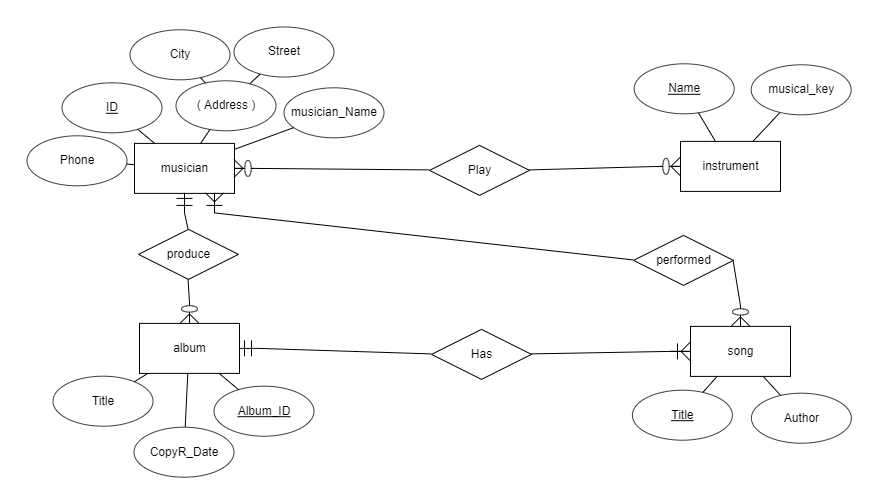 City
Street
( Address )
ID
musician_Name
Phone
musician
Name
musical_key
Play
instrument
produce
performed
album
Has
song
Title
Album_ID
CopyR_Date
Title
Author